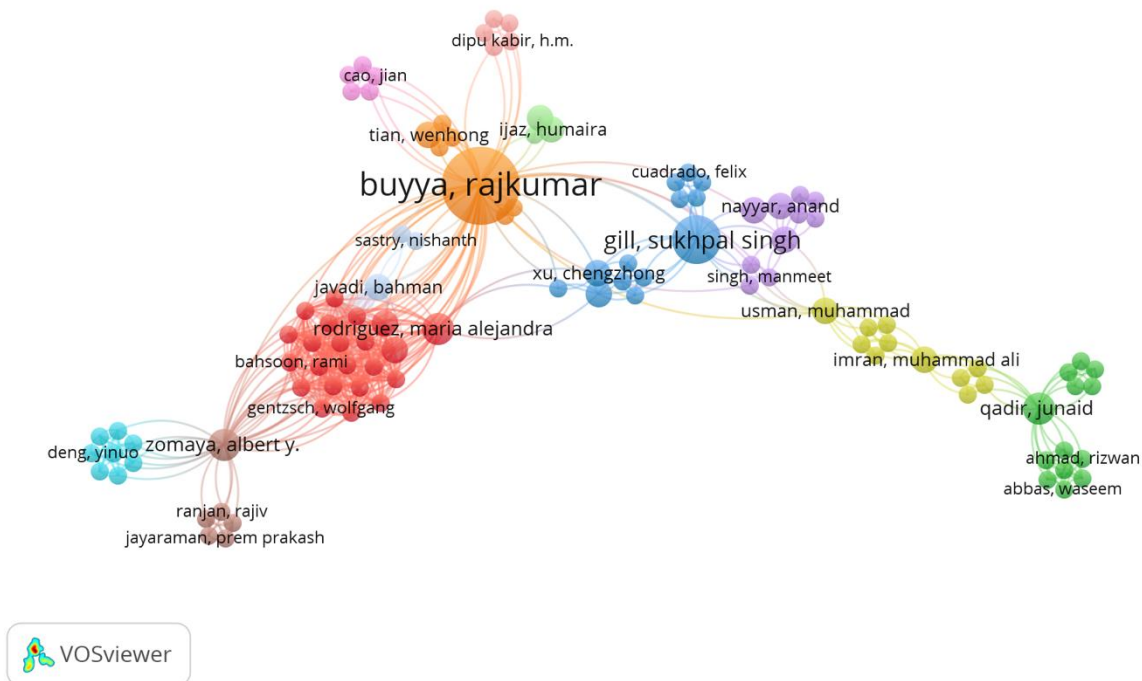 dipu kabir, h.m.
cao, jian
tian, wenhong
ijaz, humaira
buyya, rajkumar
cuadrado, felix
nayyar, anand
sastry, nishanth
gill, sukhpal singh
xu, chengzhong
singh, manmeet
javadi, bahman
usman, muhammad
rodriguez, maria alejandra
bahsoon, rami
imran, muhammad ali
gentzsch, wolfgang
qadir, junaid
zomaya, albert y.
deng, yinuo
ahmad, rizwan
abbas, waseem
ranjan, rajiv
jayaraman, prem prakash
VOSviewer